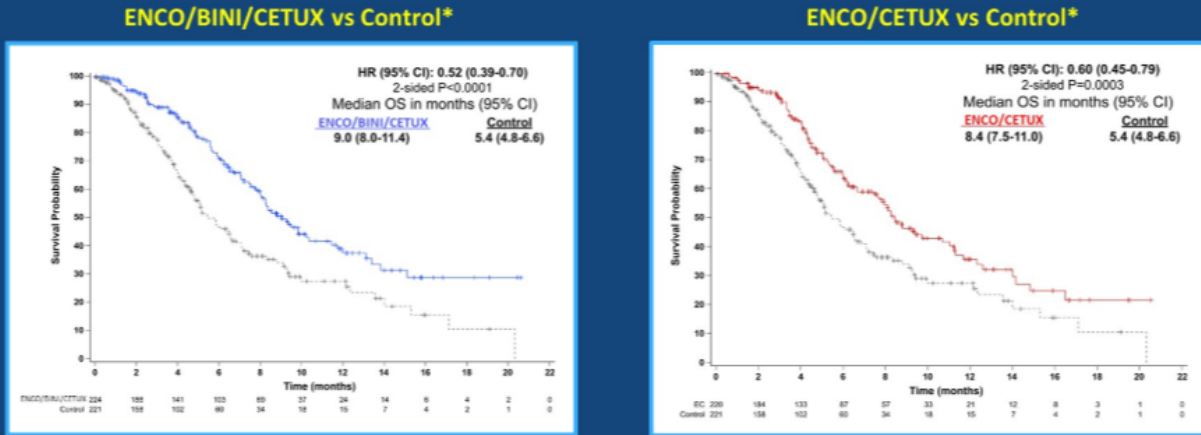 ENCO/BINI/CETUX vs Control*
HR (95% CI): 0.52 (0.39-0.70)
2-sided P<0.0001
Median OS in months (95% CI)
ENCO/BINI/CETUX Control
9.0 (8.0-11.4) 5.4 (4.8-6.6)
Survival Probability
100
90
80
70
60
50
40
30
20
10
0
0 2 4 6 8 10 12 14 16 18 20 22
Time (months)
ENCO/BINI/CETUX 224 186 141 103 69 37 24 14 6 4 2 0
Control 221 158 102 60 34 18 15 7 4 2 1 0
ENCO/CETUX vs Control*
HR (95% CI): 0.60 (0.45-0.79)
2-sided P=0.0003
Median OS in months (95% CI)
ENCO/CETUX Control
8.4 (7.5-11.0) 5.4 (4.8-6.6)
Survival Probability
100
90
80
70
60
50
40
30
20
10
0
0 2 4 6 8 10 12 14 16 18 20 22
Time (months)
EC 220 184 133 87 57 33 21 12 8 3 1 0
Control 221 158 102 60 34 18 15 7 4 2 1 0